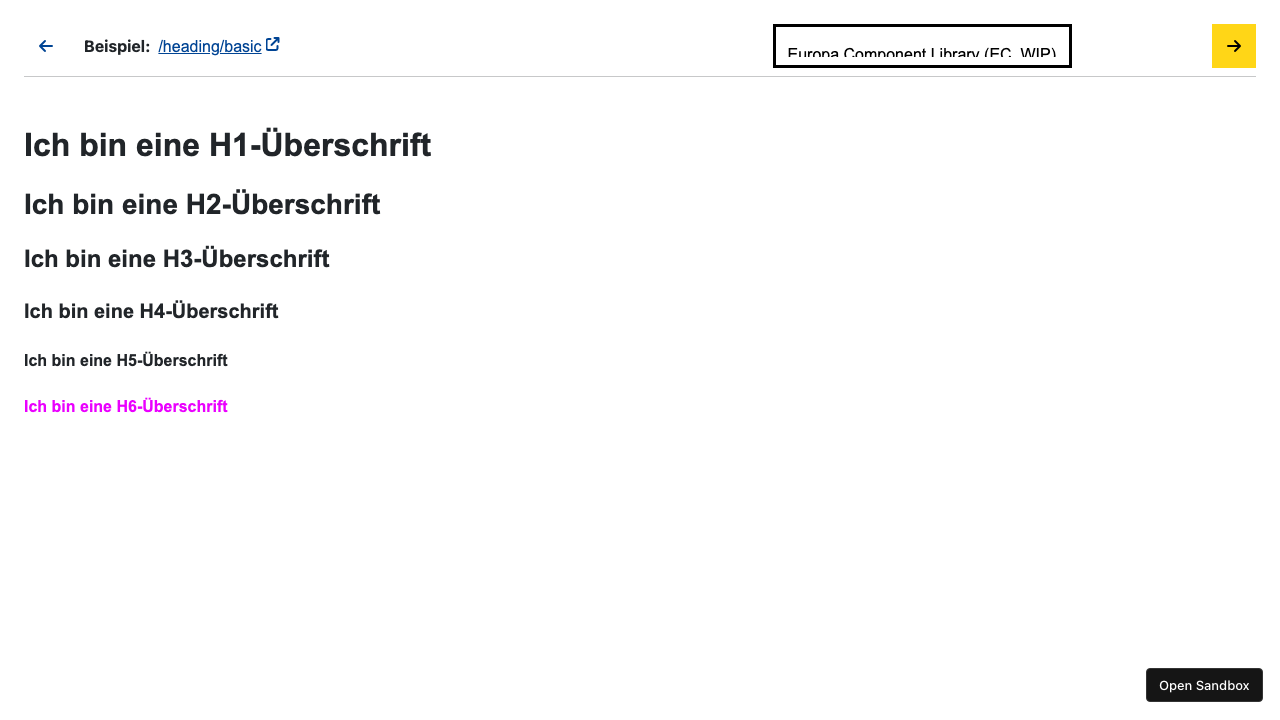 Beispiel: /heading/basic
Europa Component Library (EC, WIP)
Ich bin eine H1-Überschrift
Ich bin eine H2-Überschrift
Ich bin eine H3-Überschrift
Ich bin eine H4-Überschrift
Ich bin eine H5-Überschrift
Ich bin eine H6-Überschrift
Open Sandbox